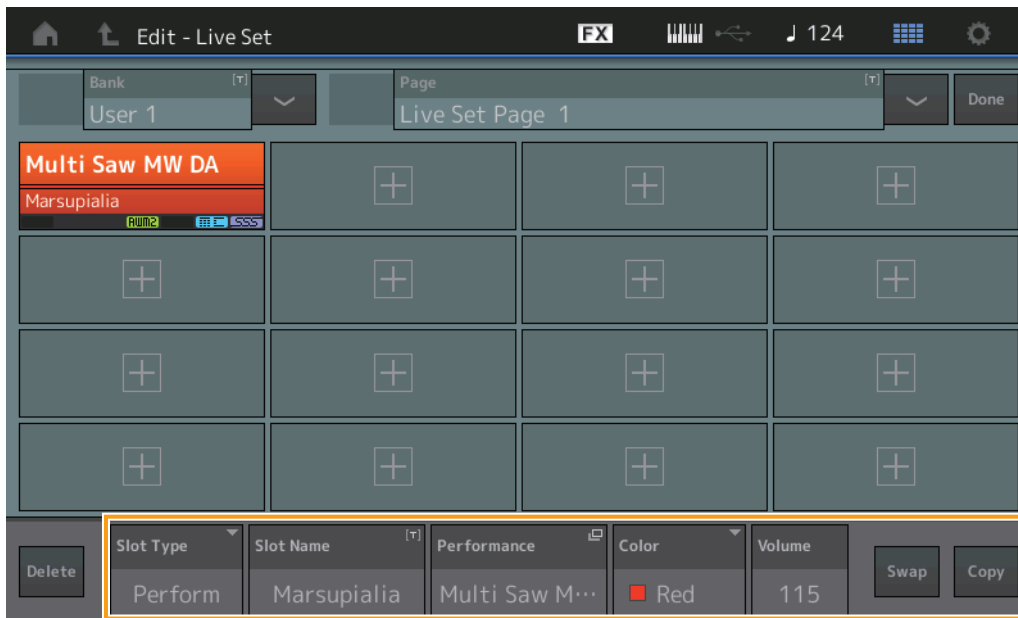 Edit - Live Set
FX
124
Bank [T]
User 1
Page [T]
Live Set Page 1
Done
Multi Saw MW DA
Marsupialia
AWM2
SSS
Delete
Slot Type
Perform
Slot Name [T]
Marsupialia
Performance
Multi Saw M···
Color
Red
Volume
115
Swap
Copy